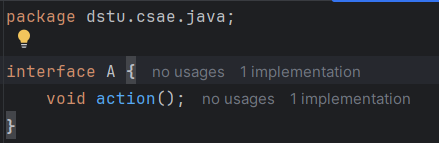 package dstu.csae.java;
interface A { no usages 1 implementation
void action(); no usages 1 implementation
}